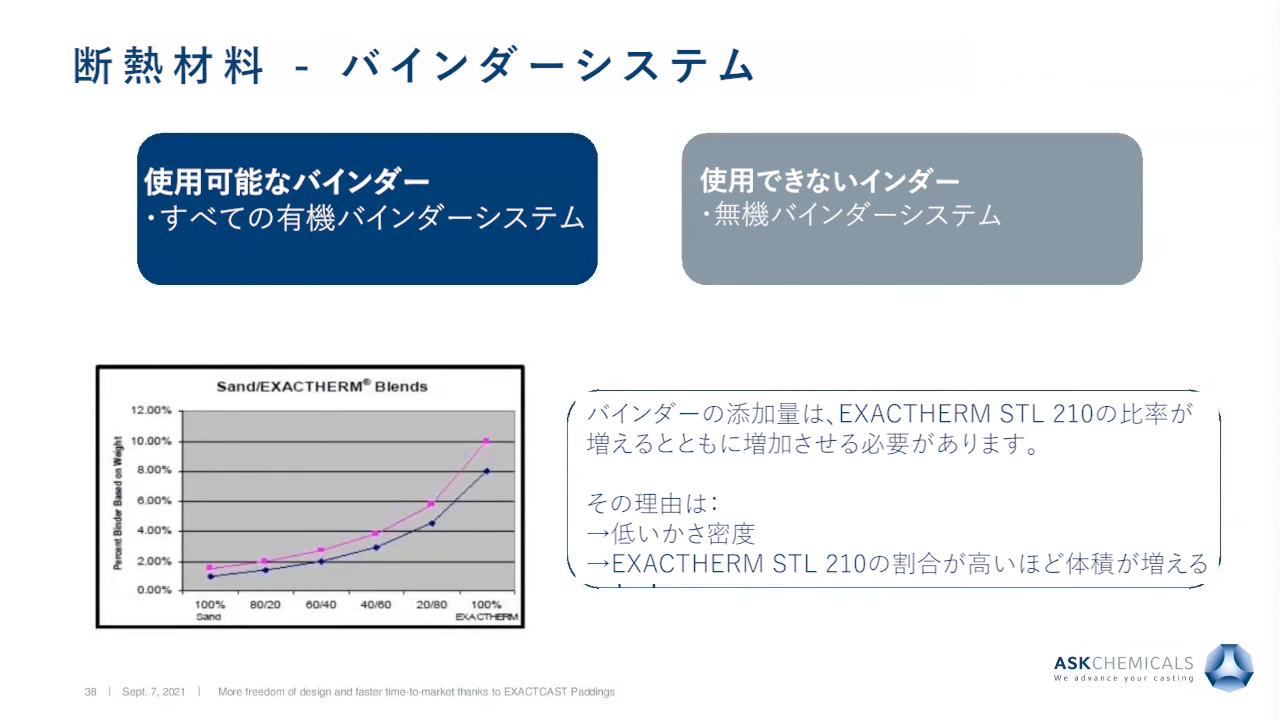 断熱材料 - バインダーシステム
使用可能なバインダー
・すべての有機バインダーシステム
使用できないインダー
・無機バインダーシステム
Sand/EXACTHERM® Blends
Percent Binder Based on Weight
12.00%
10.00%
8.00%
6.00%
4.00%
2.00%
0.00%
100% Sand
80/20
60/40
40/60
20/80
100% EXACTHERM
バインダーの添加量は、EXACTHERM STL 210の比率が
増えるとともに増加させる必要があります。
その理由は：
→低いかさ密度
→EXACTHERM STL 210の割合が高いほど体積が増える
ASKCHEMICALS
We advance your casting
38 | Sept. 7, 2021 | More freedom of design and faster time-to-market thanks to EXACTCAST Paddings